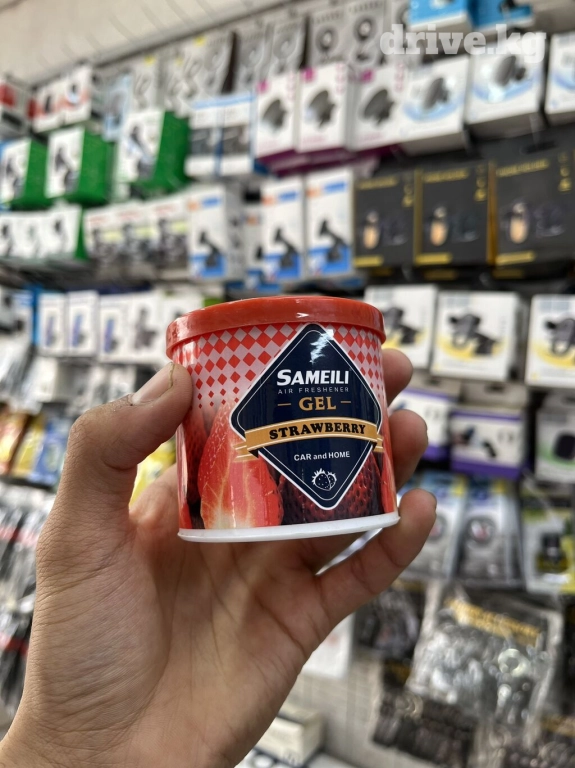 drive.kg
SAMEILI
AIR FRESHENER
GEL
STRAWBERRY
CAR and HOME